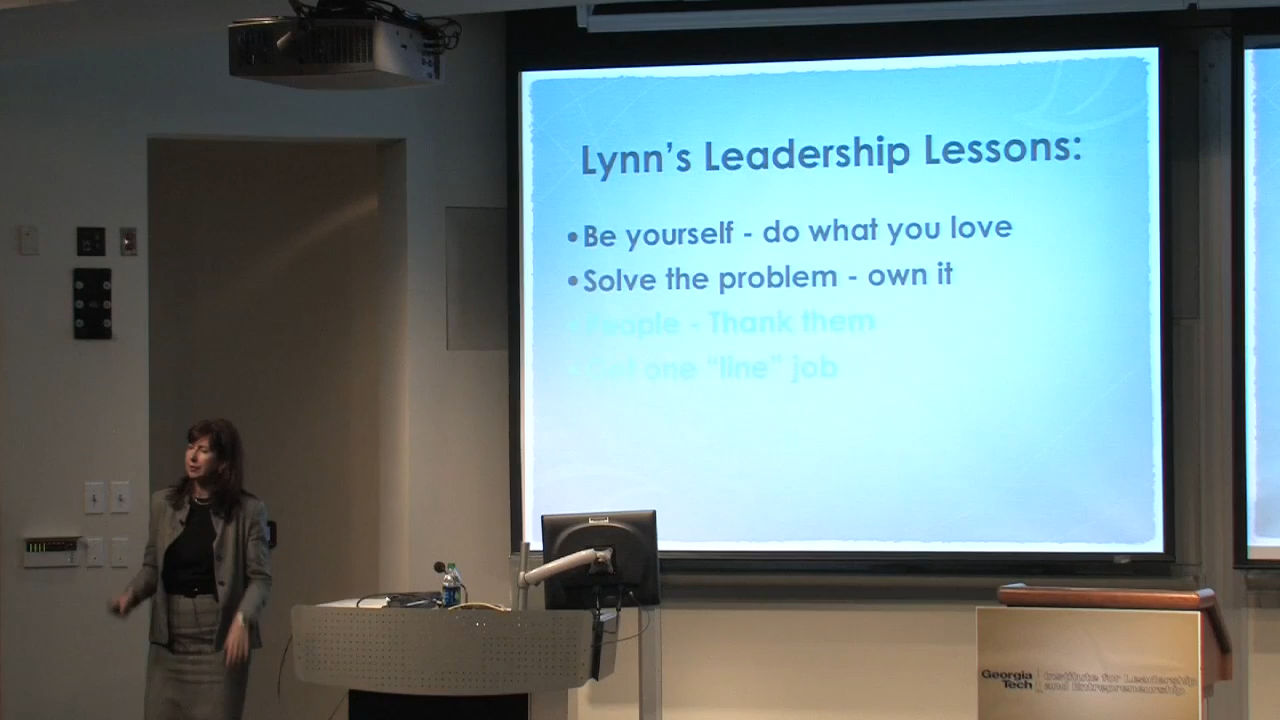 Lynn's Leadership Lessons:
•Be yourself - do what you love
•Solve the problem - own it
People - Thank them
Get one "line" job
Georgia Tech
Institute for Leadership
and Entrepreneurship